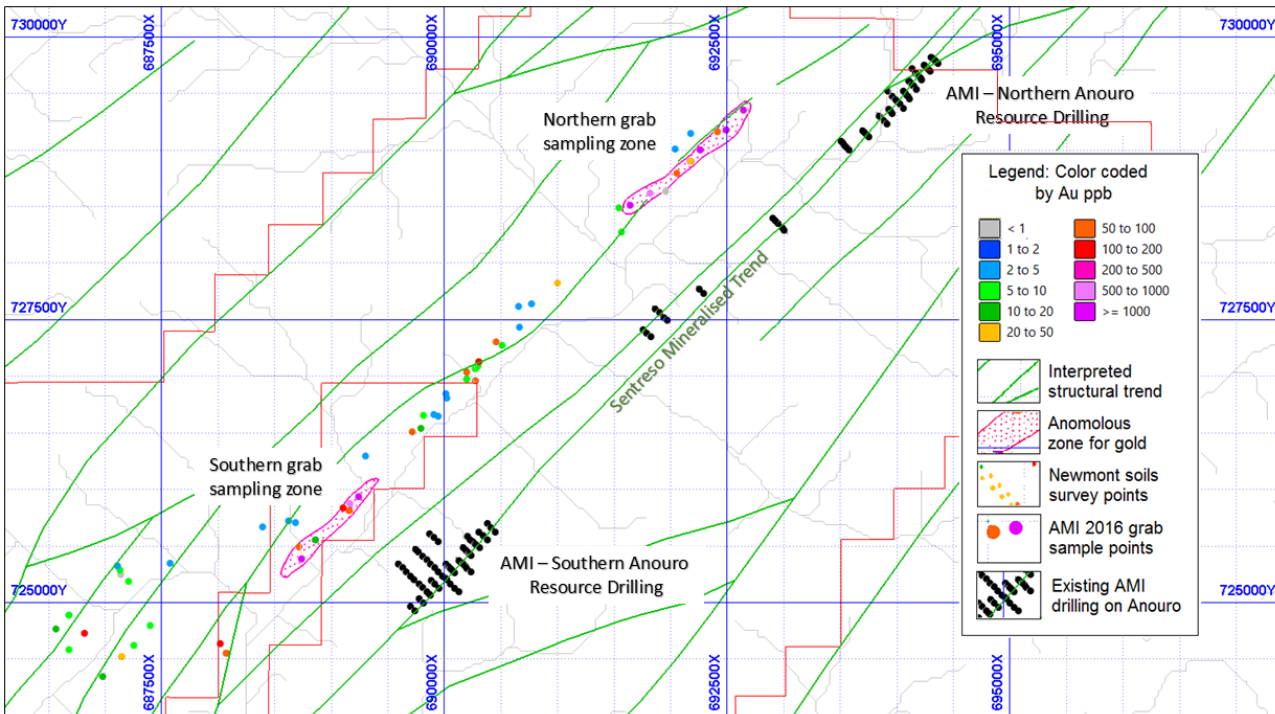 730000Y
687500X
690000X
692500X
695000X
730000Y
Northern grab
sampling zone
AMI – Northern Anouro
Resource Drilling
Legend: Color coded
by Au ppb
< 1
50 to 100
1 to 2
100 to 200
2 to 5
200 to 500
5 to 10
500 to 1000
10 to 20
>= 1000
20 to 50
727500Y
727500Y
Sentreso Mineralised Trend
Interpreted
structural trend
Anomolous
zone for gold
Newmont soils
survey points
AMI 2016 grab
sample points
Existing AMI
drilling on Anouro
Southern grab
sampling zone
AMI – Southern Anouro
Resource Drilling
725000Y
725000Y
687500X
690000X
692500X
695000X